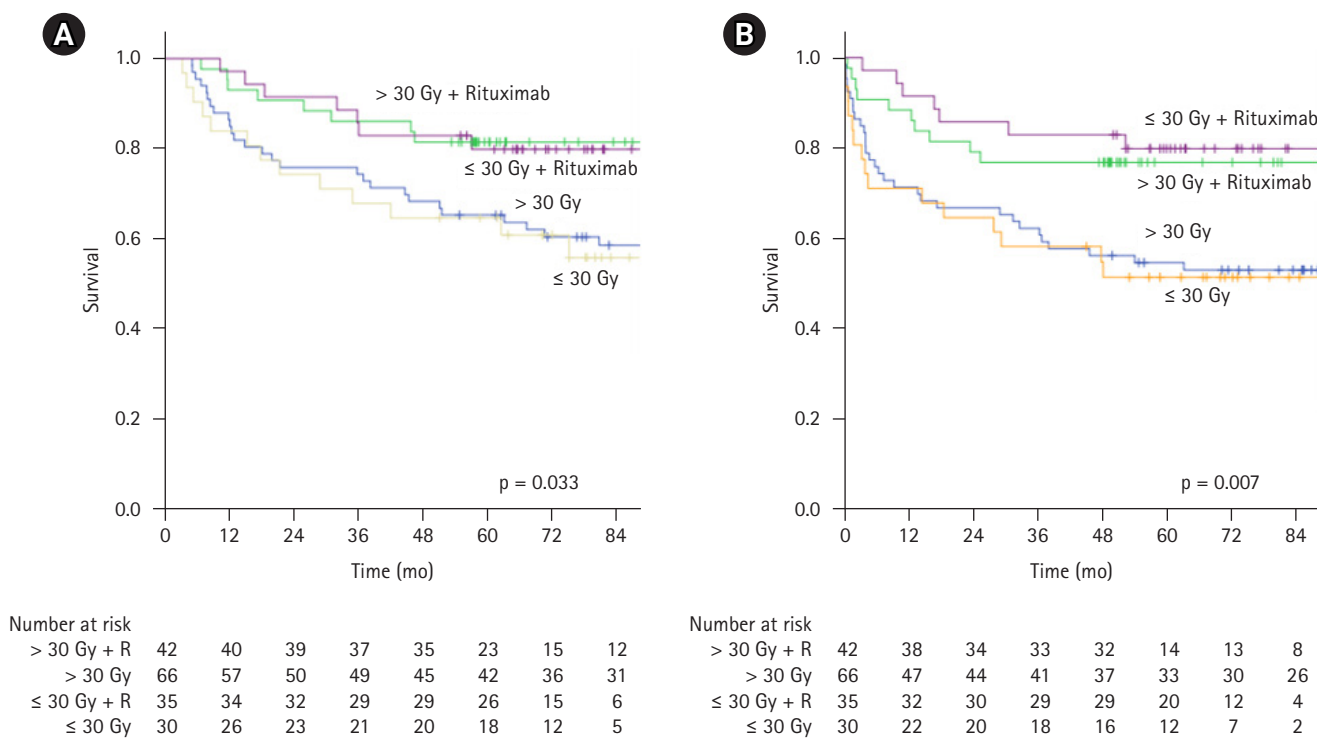 A
1.0
0.8
0.6
0.4
0.2
0.0
Survival
> 30 Gy + Rituximab
≤ 30 Gy + Rituximab
> 30 Gy
≤ 30 Gy
p = 0.033
0 12 24 36 48 60 72 84
Time (mo)
Number at risk
> 30 Gy + R 42 40 39 37 35 23 15 12
> 30 Gy 66 57 50 49 45 42 36 31
≤ 30 Gy + R 35 34 32 29 29 26 15 6
≤ 30 Gy 30 26 23 21 20 18 12 5
B
1.0
0.8
0.6
0.4
0.2
0.0
Survival
≤ 30 Gy + Rituximab
> 30 Gy + Rituximab
> 30 Gy
≤ 30 Gy
p = 0.007
0 12 24 36 48 60 72 84
Time (mo)
Number at risk
> 30 Gy + R 42 38 34 33 32 14 13 8
> 30 Gy 66 47 44 41 37 33 30 26
≤ 30 Gy + R 35 32 30 29 29 20 12 4
≤ 30 Gy 30 22 20 18 16 12 7 2